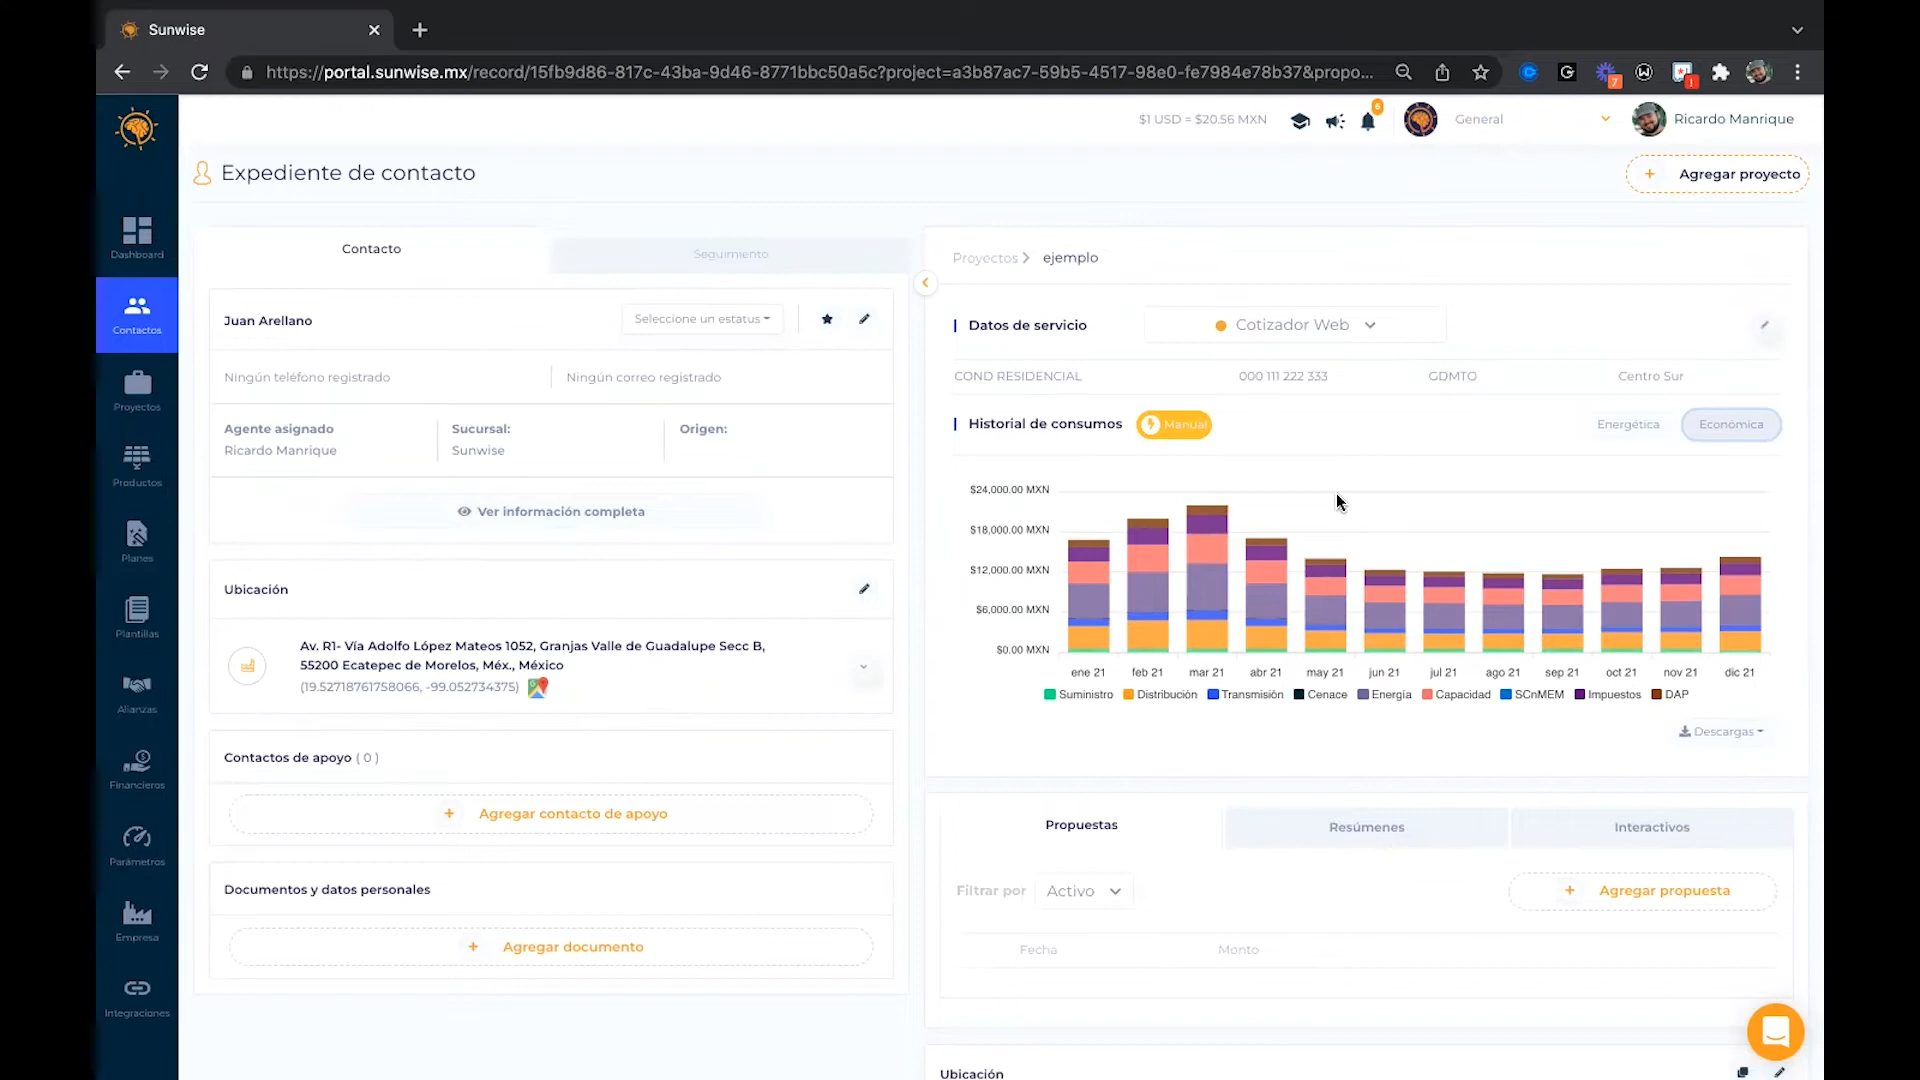 Sunwise
https://portal.sunwise.mx/record/15fb9d86-817c-43ba-9d46-8771bbc50a5c?project=a3b87ac7-59b5-4517-98e0-fe7984e78b37&propo...
7
!
$1 USD = $20.56 MXN
6
General
Ricardo Manrique
Expediente de contacto
+ Agregar proyecto
Dashboard
Contactos
Proyectos
Productos
Planes
Plantillas
Alianzas
Financieros
Parámetros
Empresa
Integraciones
Contacto
Seguimiento
Juan Arellano
Seleccione un estatus
Ningún teléfono registrado
Ningún correo registrado
Agente asignado
Ricardo Manrique
Sucursal:
Sunwise
Origen:
Ver información completa
Ubicación
Av. R1- Vía Adolfo López Mateos 1052, Granjas Valle de Guadalupe Secc B,
55200 Ecatepec de Morelos, Méx., México
(19.52718761758066, -99.052734375)
Contactos de apoyo ( 0 )
+ Agregar contacto de apoyo
Documentos y datos personales
+ Agregar documento
Proyectos > ejemplo
Datos de servicio
Cotizador Web
COND RESIDENCIAL
000 111 222 333
GDMTO
Centro Sur
Historial de consumos
Manual
Energética
Económica
$24,000.00 MXN
$18,000.00 MXN
$12,000.00 MXN
$6,000.00 MXN
$0.00 MXN
ene 21 feb 21 mar 21 abr 21 may 21 jun 21 jul 21 ago 21 sep 21 oct 21 nov 21 dic 21
Suministro Distribución Transmisión Cenace Energía Capacidad SCnMEM Impuestos DAP
Descargas
Propuestas
Resúmenes
Interactivos
Filtrar por
Activo
+ Agregar propuesta
Fecha
Monto
Ubicación